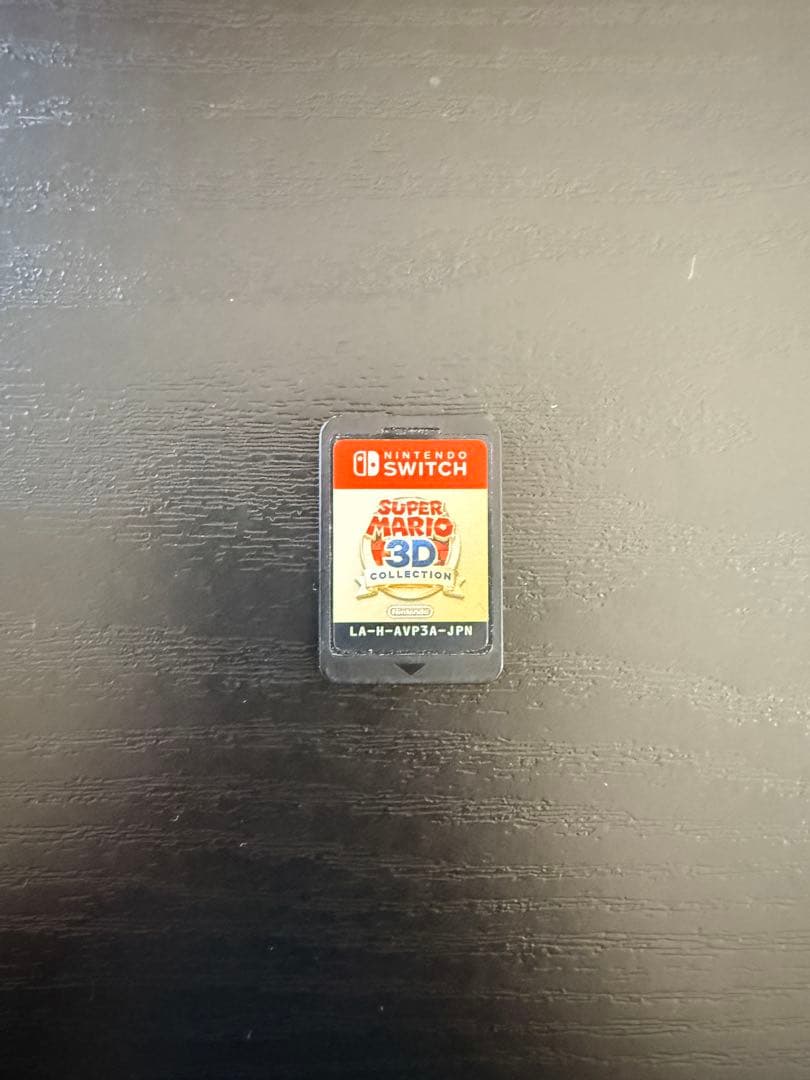 NINTENDO
SWITCH
SUPER
MARIO
3D
COLLECTION
Nintendo
LA-H-AVP3A-JPN